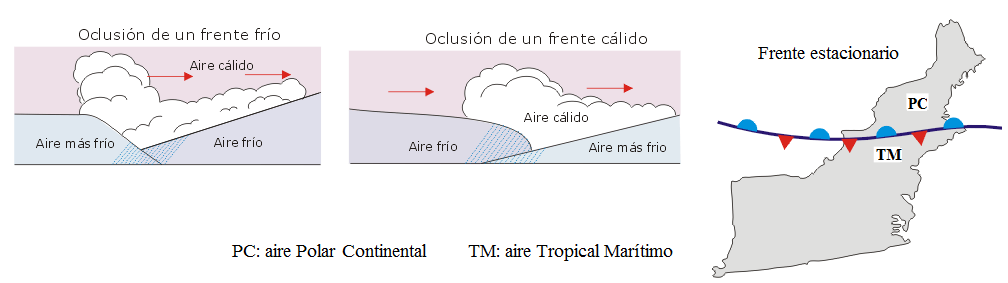 Oclusión de un frente frío
Aire cálido
Aire más frío
Aire frío
Oclusión de un frente cálido
Aire cálido
Aire frío
Aire más frío
Frente estacionario
PC
TM
PC: aire Polar Continental
TM: aire Tropical Marítimo